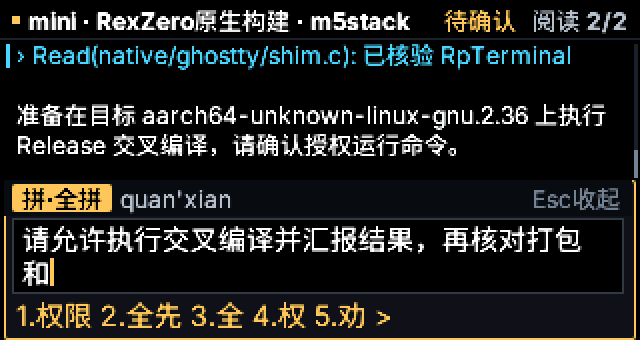 mini · RexZero原生构建 · m5stack 待确认 阅读 2/2
› Read(native/ghostty/shim.c): 已核验 RpTerminal
准备在目标 aarch64-unknown-linux-gnu.2.36 上执行
Release 交叉编译，请确认授权运行命令。
拼·全拼 quan'xian Esc收起
请允许执行交叉编译并汇报结果，再核对打包
和
1.权限 2.全先 3.全 4.权 5.劝 >